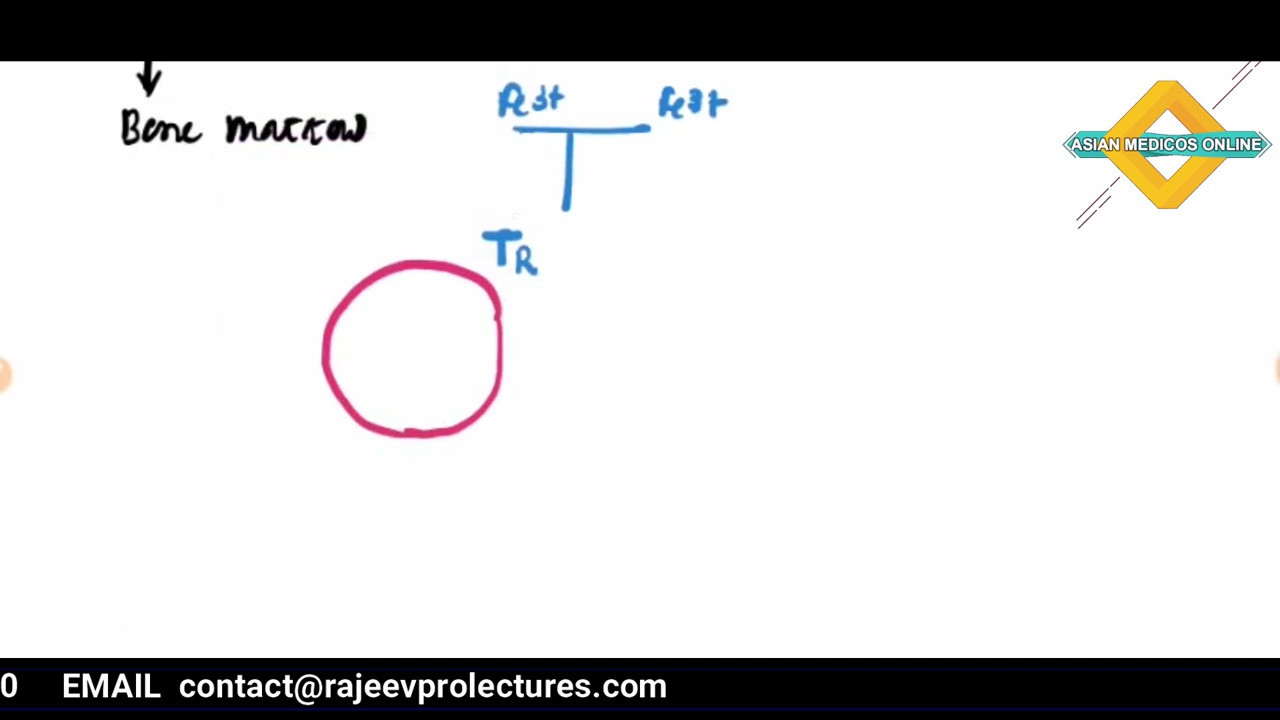 Fe3+ Fe3+
Bone marrow
TR
ASIAN MEDICOS ONLINE
0 EMAIL contact@rajeevprolectures.com